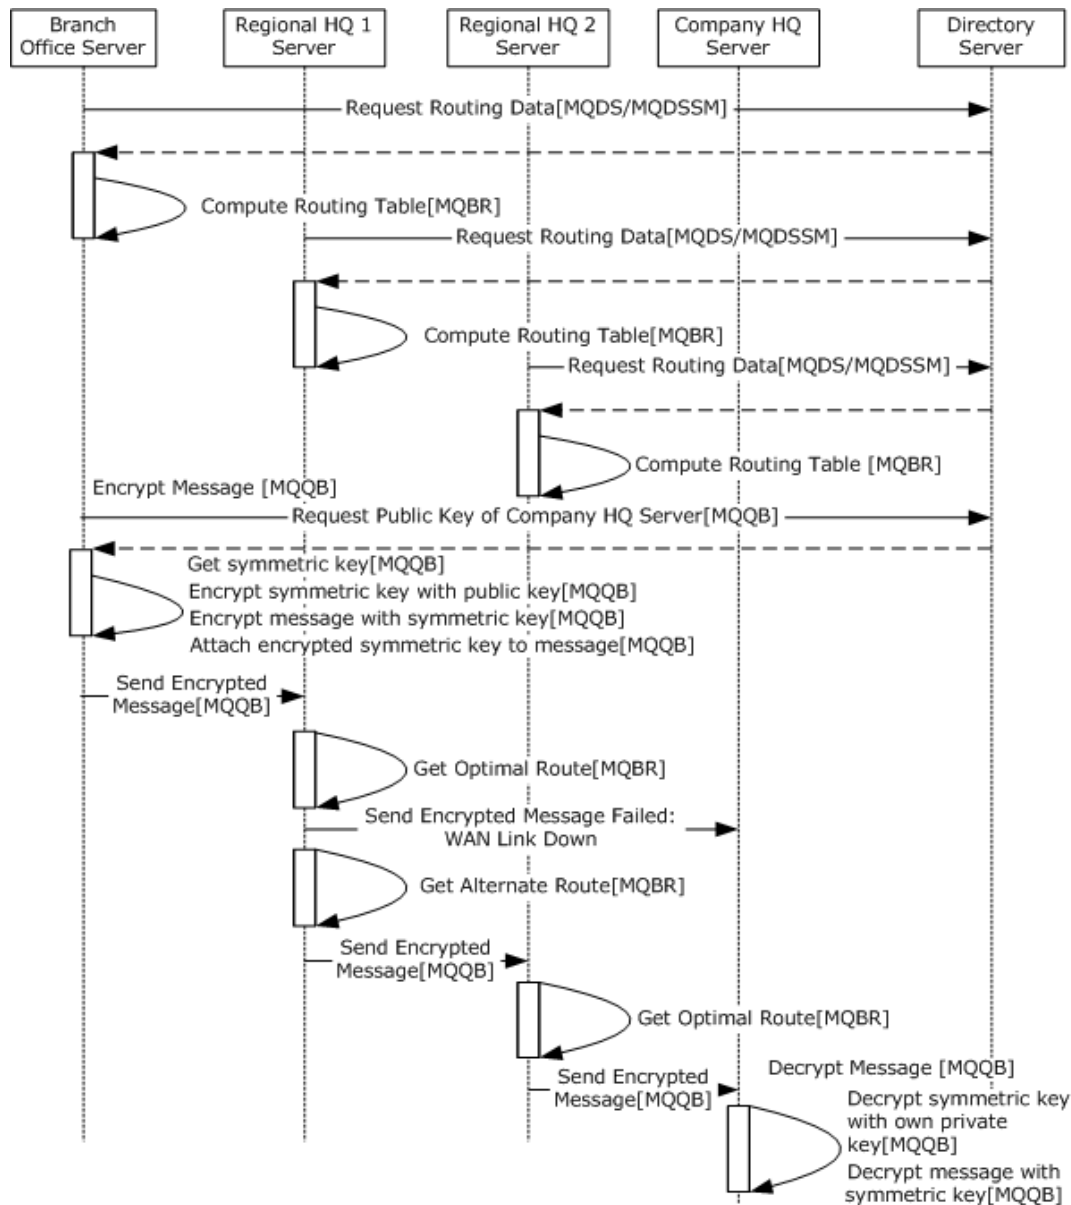 Branch
Office Server
Regional HQ 1
Server
Regional HQ 2
Server
Company HQ
Server
Directory
Server
Request Routing Data[MQDS/MQDSSM]
Compute Routing Table[MQBR]
Request Routing Data[MQDS/MQDSSM]
Compute Routing Table[MQBR]
Request Routing Data[MQDS/MQDSSM]
Compute Routing Table [MQBR]
Encrypt Message [MQQB]
Request Public Key of Company HQ Server[MQQB]
Get symmetric key[MQQB]
Encrypt symmetric key with public key[MQQB]
Encrypt message with symmetric key[MQQB]
Attach encrypted symmetric key to message[MQQB]
Send Encrypted
Message[MQQB]
Get Optimal Route[MQBR]
Send Encrypted Message Failed:
WAN Link Down
Get Alternate Route[MQBR]
Send Encrypted
Message[MQQB]
Get Optimal Route[MQBR]
Send Encrypted
Message[MQQB]
Decrypt Message [MQQB]
Decrypt symmetric key
with own private
key[MQQB]
Decrypt message with
symmetric key[MQQB]